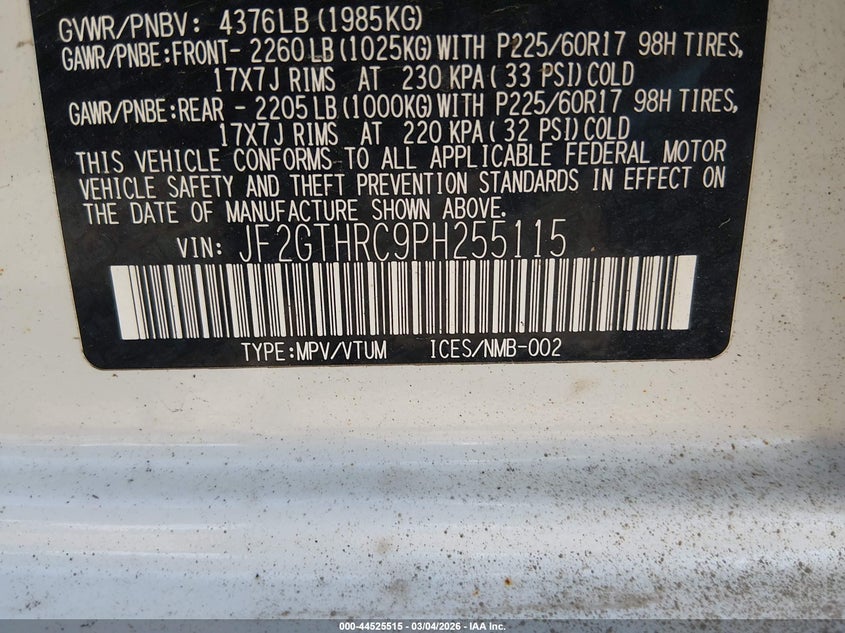 GVWR/PNBV: 4376LB(1985KG)
GAWR/PNBE:FRONT- 2260LB(1025KG)WITH P225/60R17 98H TIRES,
17X7J RIMS AT 230 KPA(33 PSI)COLD
GAWR/PNBE:REAR - 2205LB(1000KG)WITH P225/60R17 98H TIRES,
17X7J RIMS AT 220 KPA(32 PSI)COLD
THIS VEHICLE CONFORMS TO ALL APPLICABLE FEDERAL MOTOR
VEHICLE SAFETY AND THEFT PREVENTION STANDARDS IN EFFECT ON
THE DATE OF MANUFACTURE SHOWN ABOVE.
VIN: JF2GTHRC9PH255115
TYPE:MPV/VTUM ICES/NMB-002
000-44525515 - 03/04/2026 - IAA Inc.